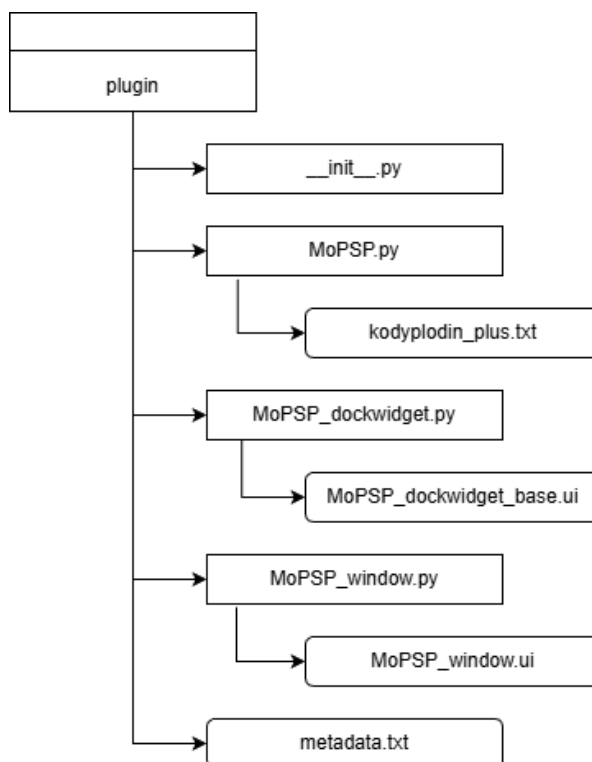 plugin
__init__.py
MoPSP.py
kodyplodin_plus.txt
MoPSP_dockwidget.py
MoPSP_dockwidget_base.ui
MoPSP_window.py
MoPSP_window.ui
metadata.txt